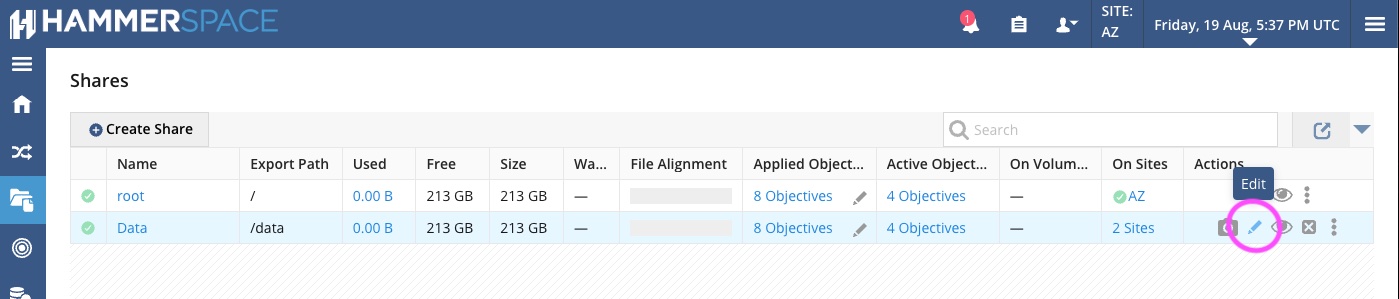 HAMMERSPACE
1
SITE:
AZ
Friday, 19 Aug, 5:37 PM UTC
Shares
Create Share
Search
Name Export Path Used Free Size Wa... File Alignment Applied Object... Active Object... On Volum... On Sites Actions
Edit
root / 0.00 B 213 GB 213 GB — 8 Objectives 4 Objectives — AZ
Data /data 0.00 B 213 GB 213 GB — 8 Objectives 4 Objectives — 2 Sites